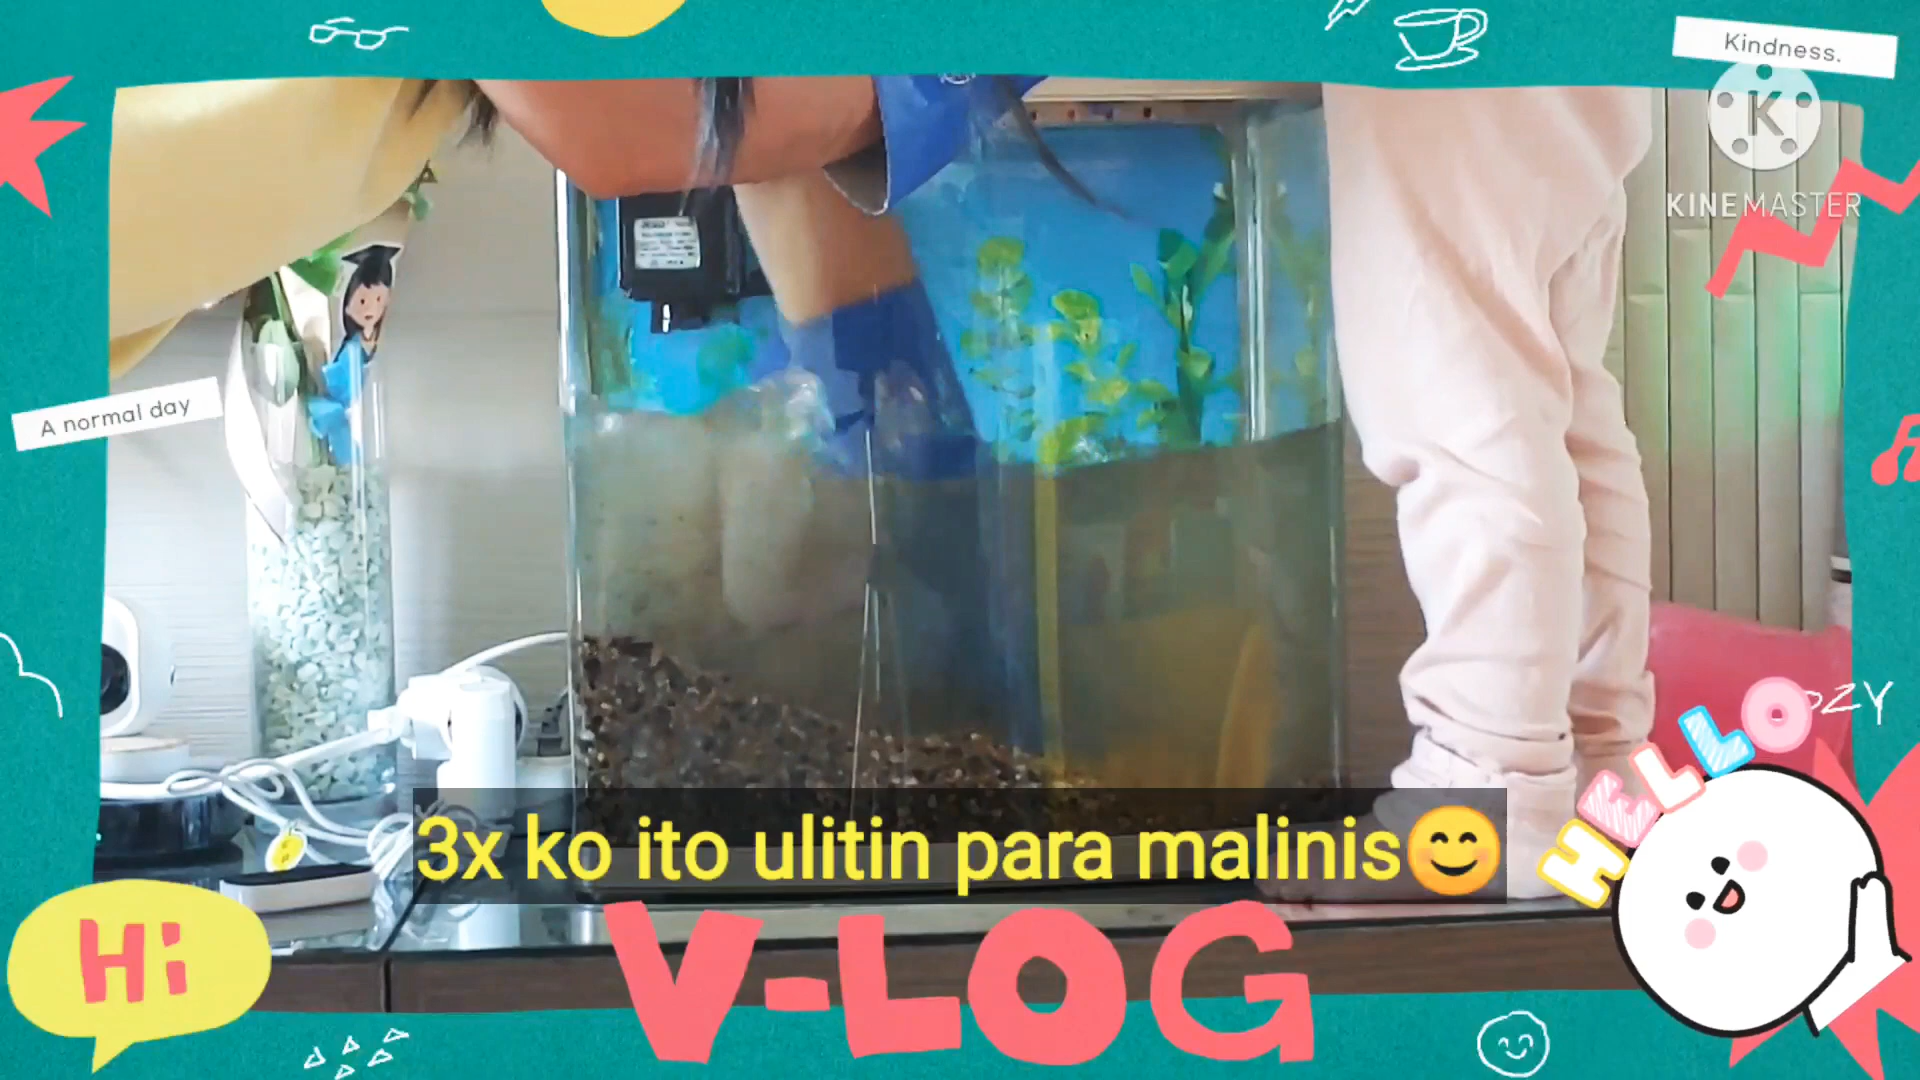 Kindness.
K
KINEMASTER
A normal day
HELLO
3x ko ito ulitin para malinis😊
Hi
V-LOG